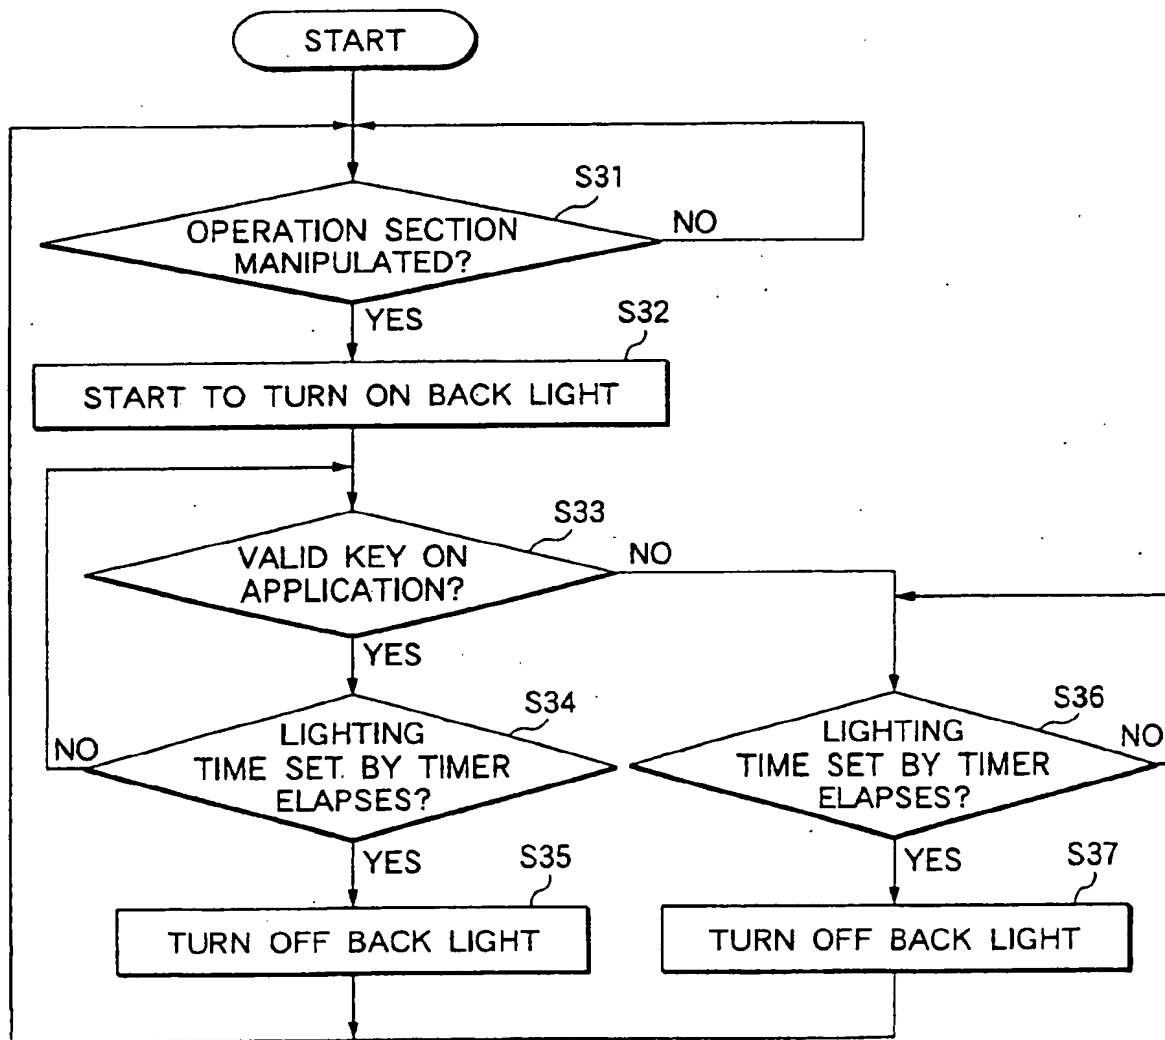 START
S31
OPERATION SECTION
MANIPULATED?
NO
YES
S32
START TO TURN ON BACK LIGHT
S33
VALID KEY ON
APPLICATION?
NO
YES
S34
LIGHTING
TIME SET BY TIMER
ELAPSES?
NO
YES
S36
LIGHTING
TIME SET BY TIMER
ELAPSES?
NO
YES
S35
TURN OFF BACK LIGHT
S37
TURN OFF BACK LIGHT